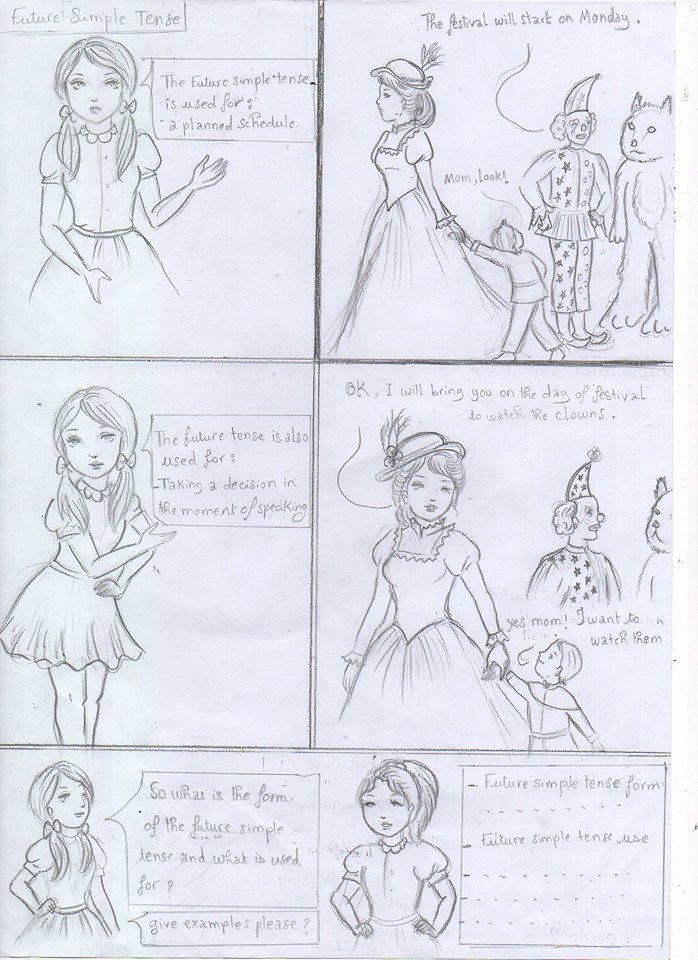 Future Simple Tense
The Future simple tense
is used for :
- a planned schedule.
The festival will start on Monday.
Mom, look!
The future tense is also
used for :
-Taking a decision in
the moment of speaking
OK, I will bring you on the day of festival
to watch the clowns.
yes mom! I want to
watch them
So what is the form
of the future simple
tense and what is used
for ?
give examples please ?
- Future simple tense form
Future simple tense use